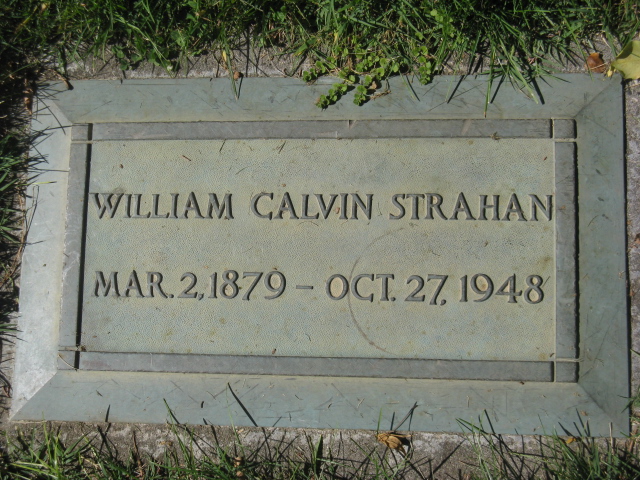 WILLIAM CALVIN STRAHAN
MAR. 2, 1879 – OCT. 27, 1948